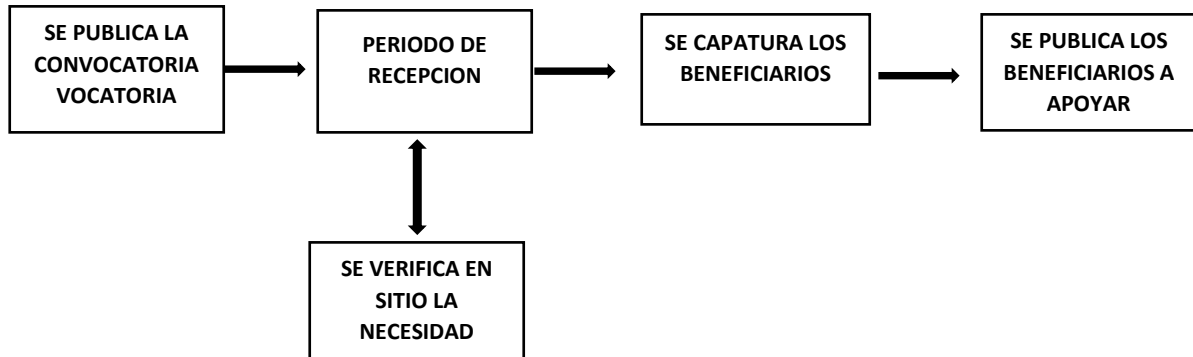 SE PUBLICA LA
CONVOCATORIA
VOCATORIA
PERIODO DE
RECEPCION
SE CAPATURA LOS
BENEFICIARIOS
SE PUBLICA LOS
BENEFICIARIOS A
APOYAR
SE VERIFICA EN
SITIO LA
NECESIDAD